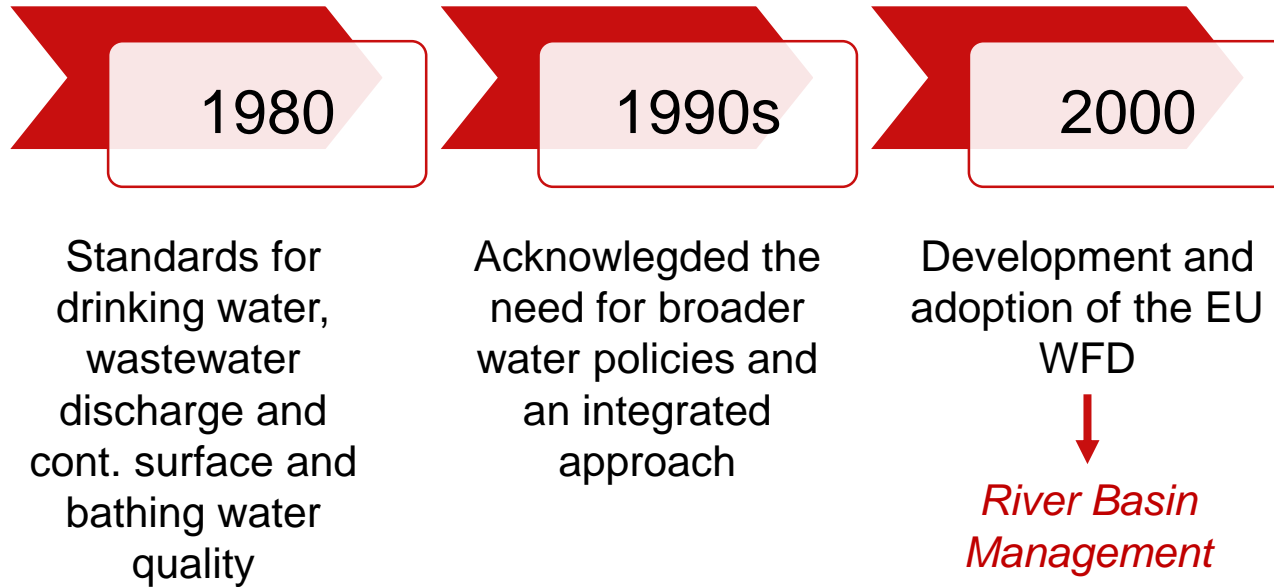 1980
Standards for
drinking water,
wastewater
discharge and
cont. surface and
bathing water
quality
1990s
Acknowlegded the
need for broader
water policies and
an integrated
approach
2000
Development and
adoption of the EU
WFD
River Basin
Management